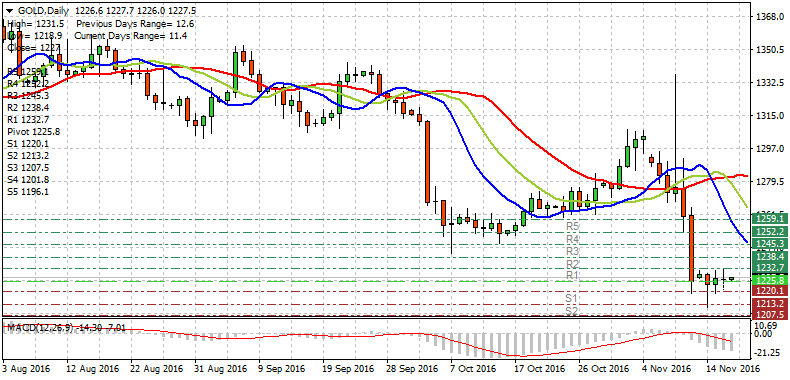 GOLD,Daily 1226.6 1227.7 1226.0 1227.5
High= 1231.5 Previous Days Range= 12.6
1218.9 Current Days Range= 11.4
Close= 1227
R4 1252.2
R2 1238.4
R1 1232.7
Pivot 1225.8
S1 1220.1
S2 1213.2
S3 1207.5
S4 1201.8
S5 1196.1
R5
R4
R3
R2
R1
S1
S2
1368.0
1350.5
1332.5
1315.0
1297.0
1279.5
1259.1
1252.2
1245.3
1238.4
1232.7
1225.8
1220.1
1213.2
1207.5
MACD(12,26,9) -14.30 -7.01
10.69
0.00
-21.25
3 Aug 2016
12 Aug 2016
22 Aug 2016
31 Aug 2016
9 Sep 2016
19 Sep 2016
28 Sep 2016
7 Oct 2016
17 Oct 2016
26 Oct 2016
4 Nov 2016
14 Nov 2016